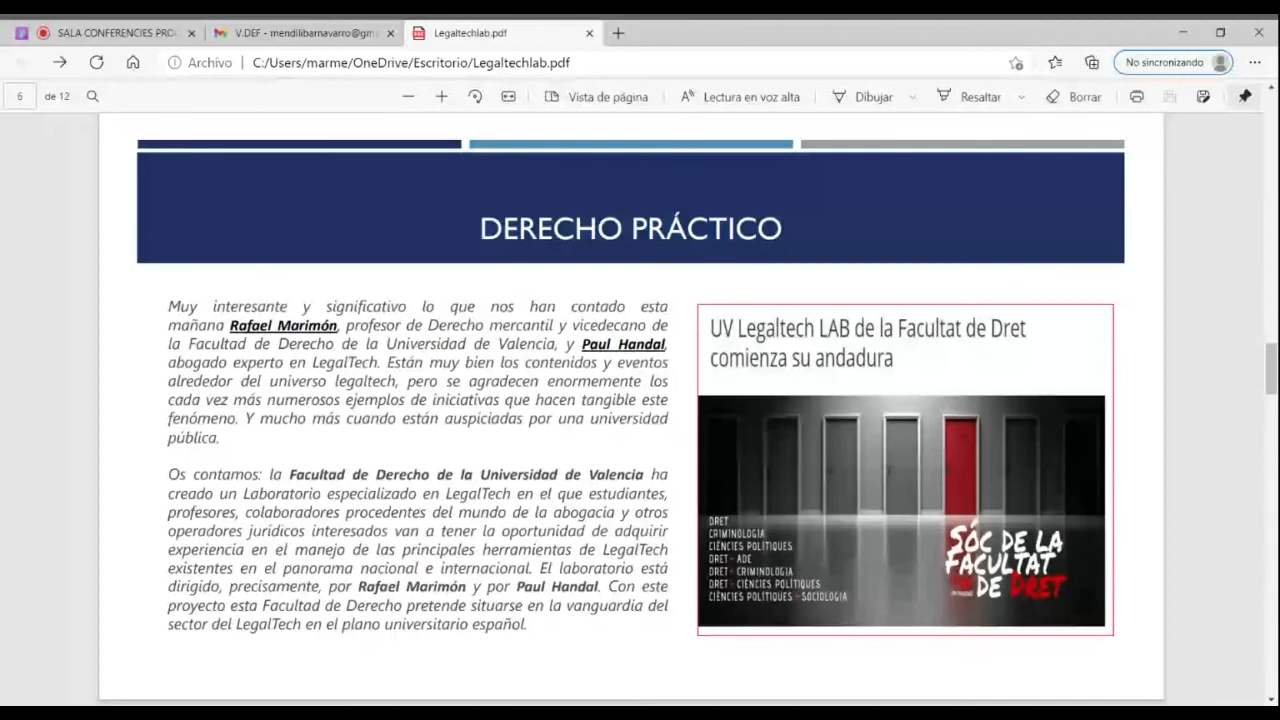 SALA CONFERENCIES PRO
V.DEF - mendilibarnavarro@gm
Legaltechlab.pdf
Archivo
C:/Users/marme/OneDrive/Escritorio/Legaltechlab.pdf
No sincronizando
6 de 12
Vista de página
Lectura en voz alta
Dibujar
Resaltar
Borrar
DERECHO PRÁCTICO
Muy interesante y significativo lo que nos han contado esta
mañana Rafael Marimón, profesor de Derecho mercantil y vicedecano de
la Facultad de Derecho de la Universidad de Valencia, y Paul Handal,
abogado experto en LegalTech. Están muy bien los contenidos y eventos
alrededor del universo legaltech, pero se agradecen enormemente los
cada vez más numerosos ejemplos de iniciativas que hacen tangible este
fenómeno. Y mucho más cuando están auspiciadas por una universidad
pública.
Os contamos: la Facultad de Derecho de la Universidad de Valencia ha
creado un Laboratorio especializado en LegalTech en el que estudiantes,
profesores, colaboradores procedentes del mundo de la abogacia y otros
operadores jurídicos interesados van a tener la oportunidad de adquirir
experiencia en el manejo de las principales herramientas de LegalTech
existentes en el panorama nacional e internacional. El laboratorio está
dirigido, precisamente, por Rafael Marimón y por Paul Handal. Con este
proyecto esta Facultad de Derecho pretende situarse en la vanguardia del
sector del LegalTech en el plano universitario español.
UV Legaltech LAB de la Facultat de Dret
comienza su andadura
DRET
CRIMINOLOGIA
CIÈNCIES POLÍTIQUES
DRET + ADE
DRET + CRIMINOLOGIA
DRET + CIÈNCIES POLÍTIQUES
CIÈNCIES POLÍTIQUES + SOCIOLOGIA
SÓC DE LA
FACULTAT
DE DRET